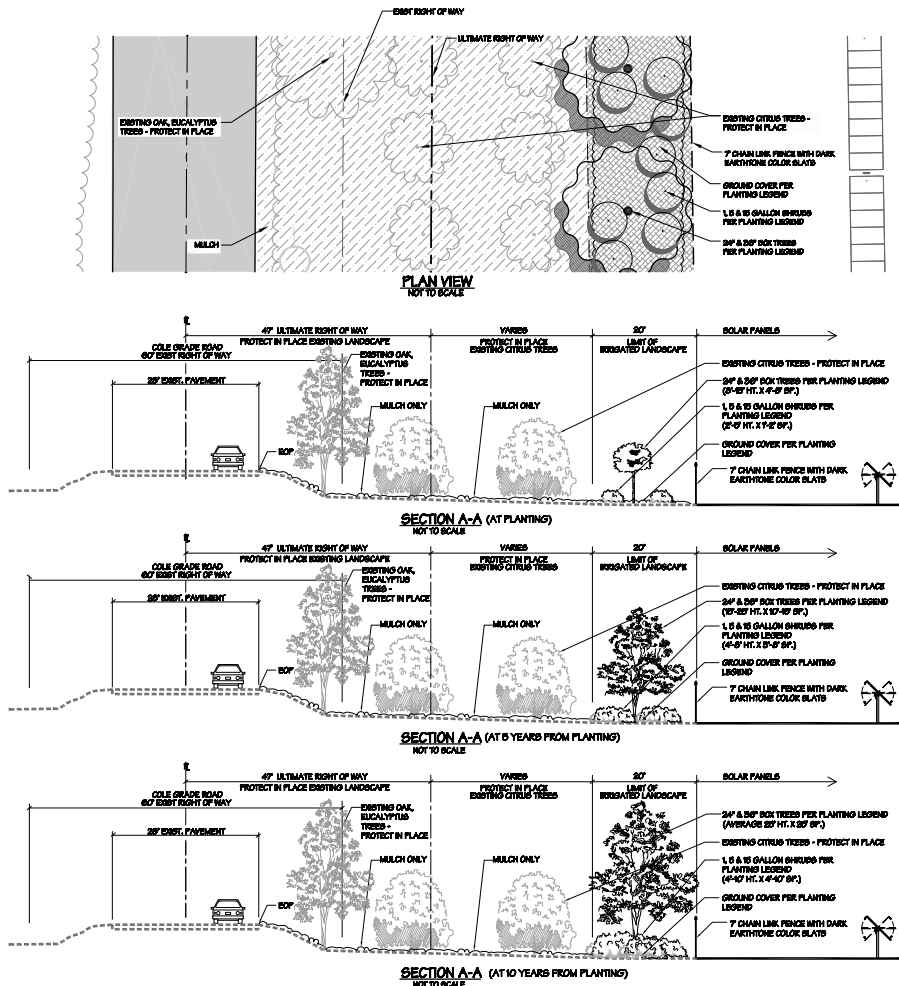 EXIST RIGHT OF WAY
ULTIMATE RIGHT OF WAY
EXISTING OAK, EUCALYPTUS
TREES - PROTECT IN PLACE
EXISTING CITRUS TREES -
PROTECT IN PLACE
7' CHAIN LINK FENCE WITH DARK
EARTHTONE COLOR SLATS
GROUND COVER PER
PLANTING LEGEND
1, 5 & 15 GALLON SHRUBS
PER PLANTING LEGEND
MULCH
24" & 36" BOX TREES
PER PLANTING LEGEND
PLAN VIEW
NOT TO SCALE
47' ULTIMATE RIGHT OF WAY
VARIES
20'
SOLAR PANELS
COLE GRADE ROAD
60' EXIST RIGHT OF WAY
PROTECT IN PLACE EXISTING LANDSCAPE
PROTECT IN PLACE
EXISTING CITRUS TREES
LIMIT OF
IRRIGATED LANDSCAPE
EXISTING OAK,
EUCALYPTUS
TREES -
PROTECT IN PLACE
28' EXIST. PAVEMENT
EXISTING CITRUS TREES - PROTECT IN PLACE
24" & 36" BOX TREES PER PLANTING LEGEND
MULCH ONLY
MULCH ONLY
1, 5 & 15 GALLON SHRUBS PER
PLANTING LEGEND
EOP
GROUND COVER PER PLANTING
LEGEND
7' CHAIN LINK FENCE WITH DARK
EARTHTONE COLOR SLATS
SECTION A-A (AT PLANTING)
NOT TO SCALE
47' ULTIMATE RIGHT OF WAY
VARIES
20'
SOLAR PANELS
COLE GRADE ROAD
60' EXIST RIGHT OF WAY
PROTECT IN PLACE EXISTING LANDSCAPE
PROTECT IN PLACE
EXISTING CITRUS TREES
LIMIT OF
IRRIGATED LANDSCAPE
EXISTING OAK,
EUCALYPTUS
TREES -
PROTECT IN PLACE
28' EXIST. PAVEMENT
EXISTING CITRUS TREES - PROTECT IN PLACE
24" & 36" BOX TREES PER PLANTING LEGEND
MULCH ONLY
MULCH ONLY
1, 5 & 15 GALLON SHRUBS PER
PLANTING LEGEND
EOP
GROUND COVER PER PLANTING
LEGEND
7' CHAIN LINK FENCE WITH DARK
EARTHTONE COLOR SLATS
SECTION A-A (AT 5 YEARS FROM PLANTING)
NOT TO SCALE
47' ULTIMATE RIGHT OF WAY
VARIES
20'
SOLAR PANELS
COLE GRADE ROAD
60' EXIST RIGHT OF WAY
PROTECT IN PLACE EXISTING LANDSCAPE
PROTECT IN PLACE
EXISTING CITRUS TREES
LIMIT OF
IRRIGATED LANDSCAPE
EXISTING OAK,
EUCALYPTUS
TREES -
PROTECT IN PLACE
28' EXIST. PAVEMENT
24" & 36" BOX TREES PER PLANTING LEGEND
(AVERAGE 25' HT. X 25' SP.)
EXISTING CITRUS TREES - PROTECT IN PLACE
MULCH ONLY
MULCH ONLY
1, 5 & 15 GALLON SHRUBS PER
PLANTING LEGEND
(4'-10' HT. X 4'-10' SP.)
EOP
GROUND COVER PER PLANTING
LEGEND
7' CHAIN LINK FENCE WITH DARK
EARTHTONE COLOR SLATS
SECTION A-A (AT 10 YEARS FROM PLANTING)
NOT TO SCALE